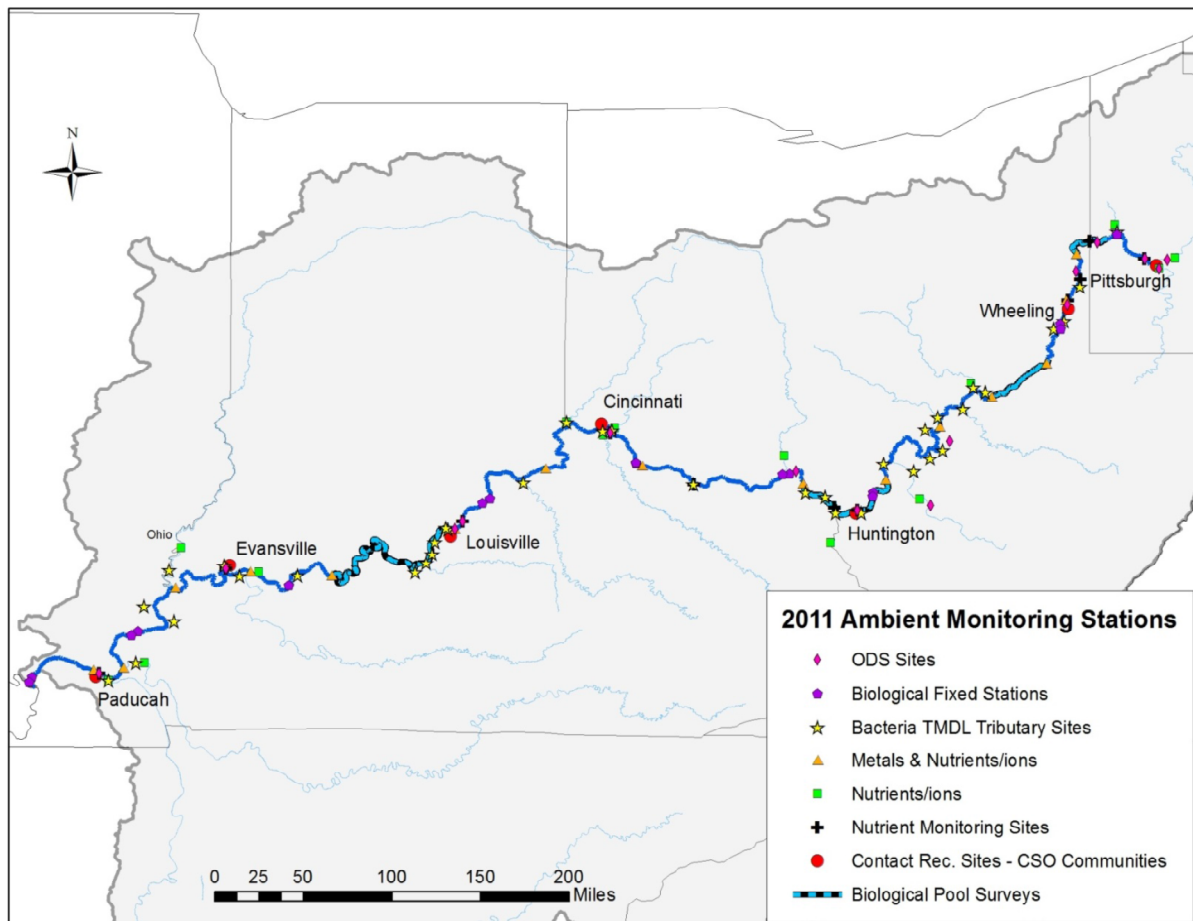 N
Pittsburgh
Wheeling
Cincinnati
Huntington
Louisville
Ohio
Evansville
Paducah
2011 Ambient Monitoring Stations
ODS Sites
Biological Fixed Stations
Bacteria TMDL Tributary Sites
Metals & Nutrients/ions
Nutrients/ions
Nutrient Monitoring Sites
Contact Rec. Sites - CSO Communities
Biological Pool Surveys
0 25 50 100 150 200
Miles